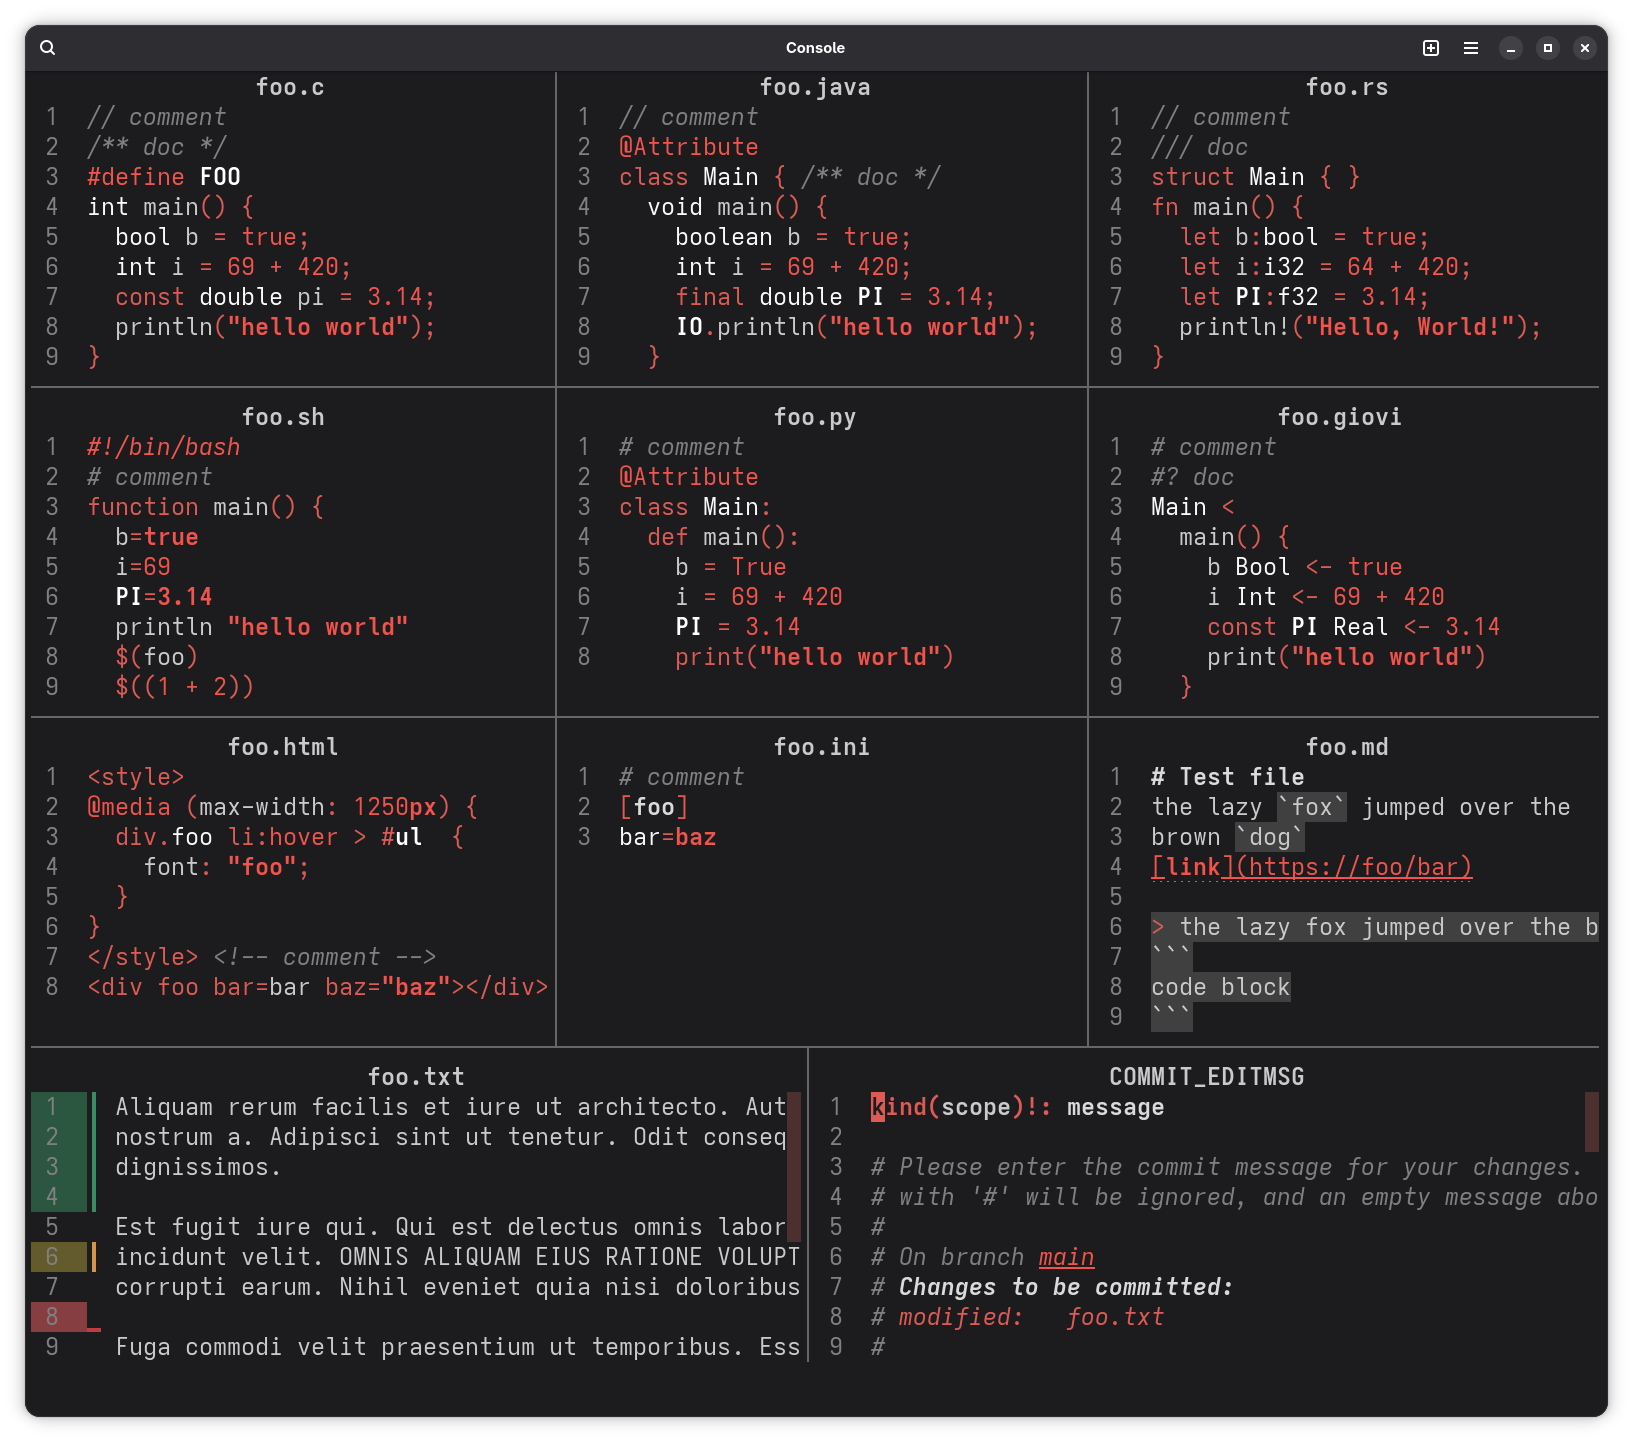 Console
foo.c
1 // comment
2 /** doc */
3 #define FOO
4 int main() {
5   bool b = true;
6   int i = 69 + 420;
7   const double pi = 3.14;
8   println("hello world");
9 }
foo.java
1 // comment
2 @Attribute
3 class Main { /** doc */
4   void main() {
5     boolean b = true;
6     int i = 69 + 420;
7     final double PI = 3.14;
8     IO.println("hello world");
9   }
foo.rs
1 // comment
2 /// doc
3 struct Main { }
4 fn main() {
5   let b:bool = true;
6   let i:i32 = 64 + 420;
7   let PI:f32 = 3.14;
8   println!("Hello, World!");
9 }
foo.sh
1 #!/bin/bash
2 # comment
3 function main() {
4   b=true
5   i=69
6   PI=3.14
7   println "hello world"
8   $(foo)
9   $((1 + 2))
foo.py
1 # comment
2 @Attribute
3 class Main:
4   def main():
5     b = True
6     i = 69 + 420
7     PI = 3.14
8     print("hello world")
foo.giovi
1 # comment
2 #? doc
3 Main <
4   main() {
5     b Bool <- true
6     i Int <- 69 + 420
7     const PI Real <- 3.14
8     print("hello world")
9   }
foo.html
1 <style>
2 @media (max-width: 1250px) {
3   div.foo li:hover > #ul  {
4     font: "foo";
5   }
6 }
7 </style> <!-- comment -->
8 <div foo bar=bar baz="baz"></div>
foo.ini
1 # comment
2 [foo]
3 bar=baz
foo.md
1 # Test file
2 the lazy `fox` jumped over the
3 brown `dog`
4 [link](https://foo/bar)
5
6 > the lazy fox jumped over the b
7 ```
8 code block
9 ```
foo.txt
1 Aliquam rerum facilis et iure ut architecto. Aut
2 nostrum a. Adipisci sint ut tenetur. Odit conseq
3 dignissimos.
4
5 Est fugit iure qui. Qui est delectus omnis labor
6 incidunt velit. OMNIS ALIQUAM EIUS RATIONE VOLUPT
7 corrupti earum. Nihil eveniet quia nisi doloribus
8
9 Fuga commodi velit praesentium ut temporibus. Ess
COMMIT_EDITMSG
1 kind(scope)!: message
2
3 # Please enter the commit message for your changes.
4 # with '#' will be ignored, and an empty message abo
5 #
6 # On branch main
7 # Changes to be committed:
8 # modified:   foo.txt
9 #